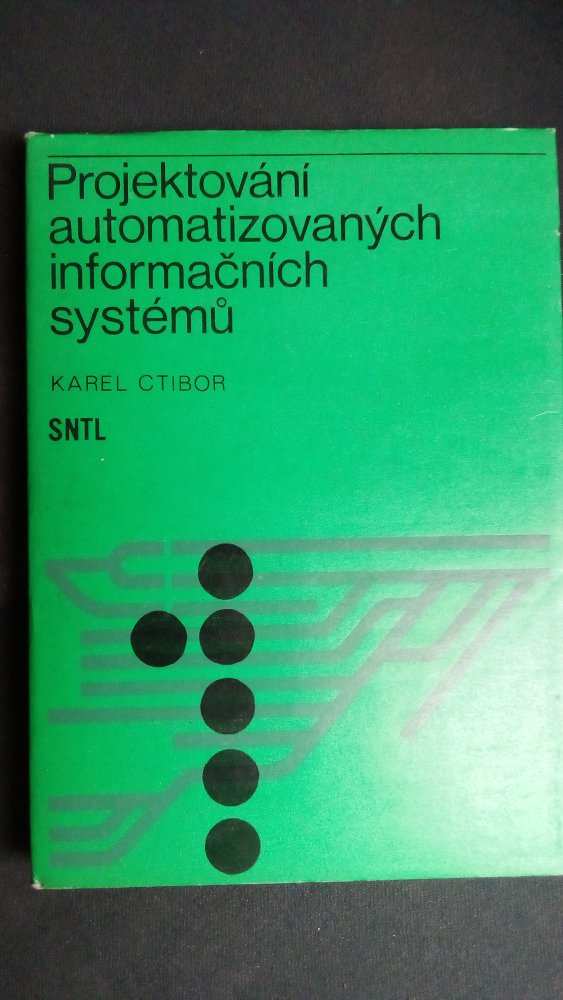 Projektování
automatizovaných
informačních
systémů
KAREL CTIBOR
SNTL